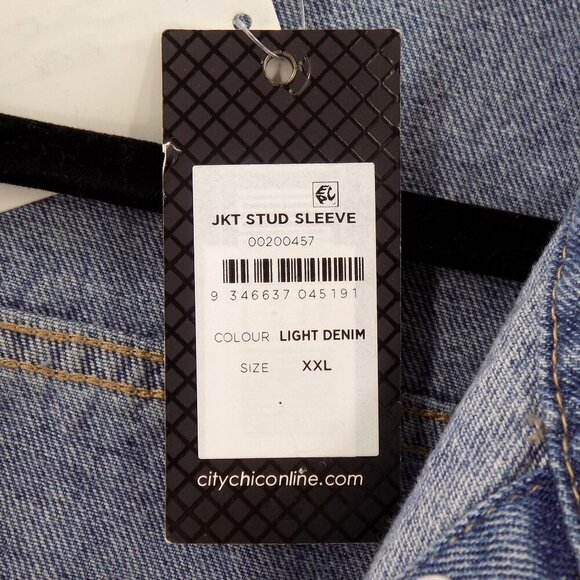 JKT STUD SLEEVE
00200457
9 346637 045191
COLOUR LIGHT DENIM
SIZE XXL
citychiconline.com